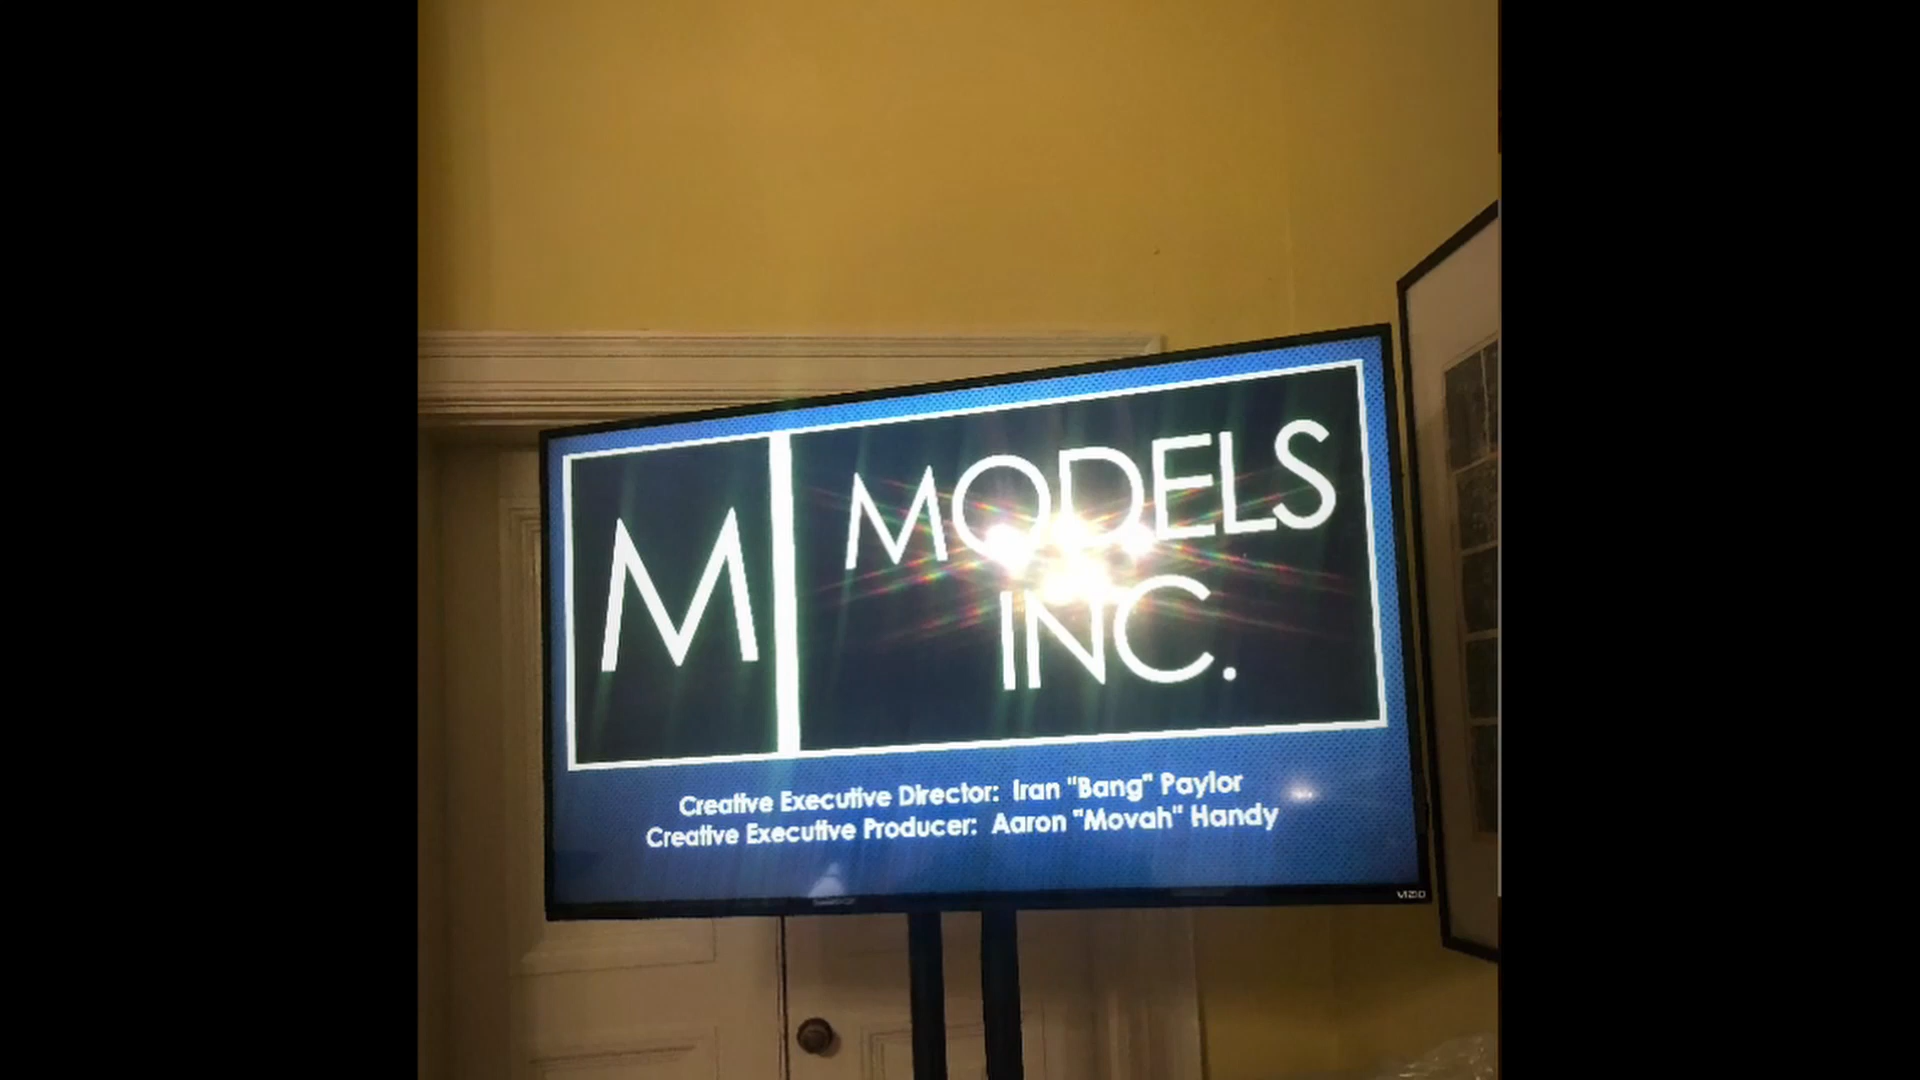 M
MODELS
INC.
Creative Executive Director: Iran "Bang" Paylor
Creative Executive Producer: Aaron "Movah" Handy
VIZIO